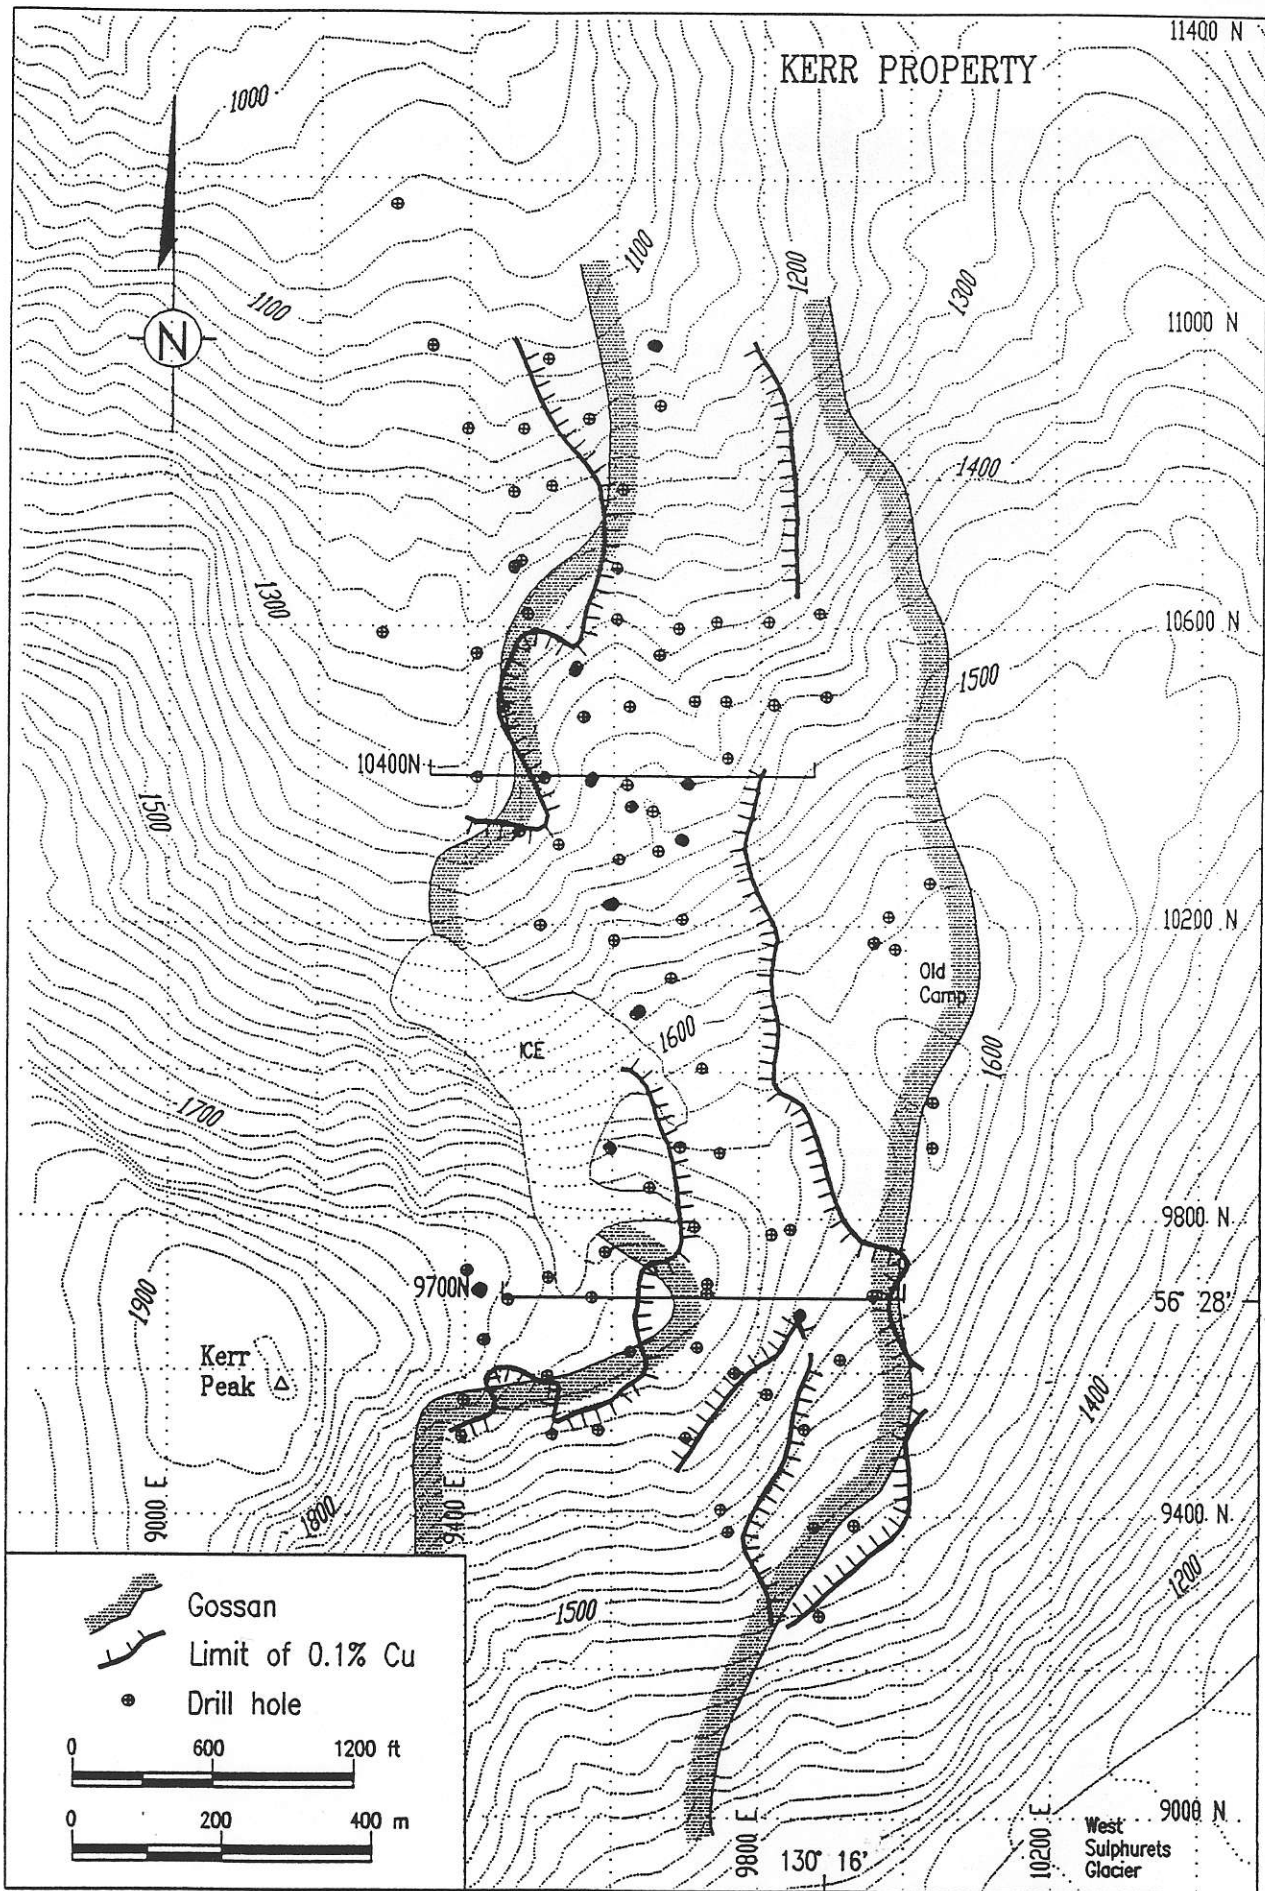 11400 N
KERR PROPERTY
1000
1100
1200
1300
1100
11000 N
N
1400
1300
10600 N
1500
10400N
1500
10200 N
Old
Camp
1600
ICE
1600
1700
9800 N
9700N
56° 28'
1900
Kerr
Peak
1400
9000 E
9400 E
1800
9400 N
1200
Gossan
1500
Limit of 0.1% Cu
Drill hole
0 600 1200 ft
0 200 400 m
9800 E
130° 16'
10200 E
9000 N
West
Sulphurets
Glacier